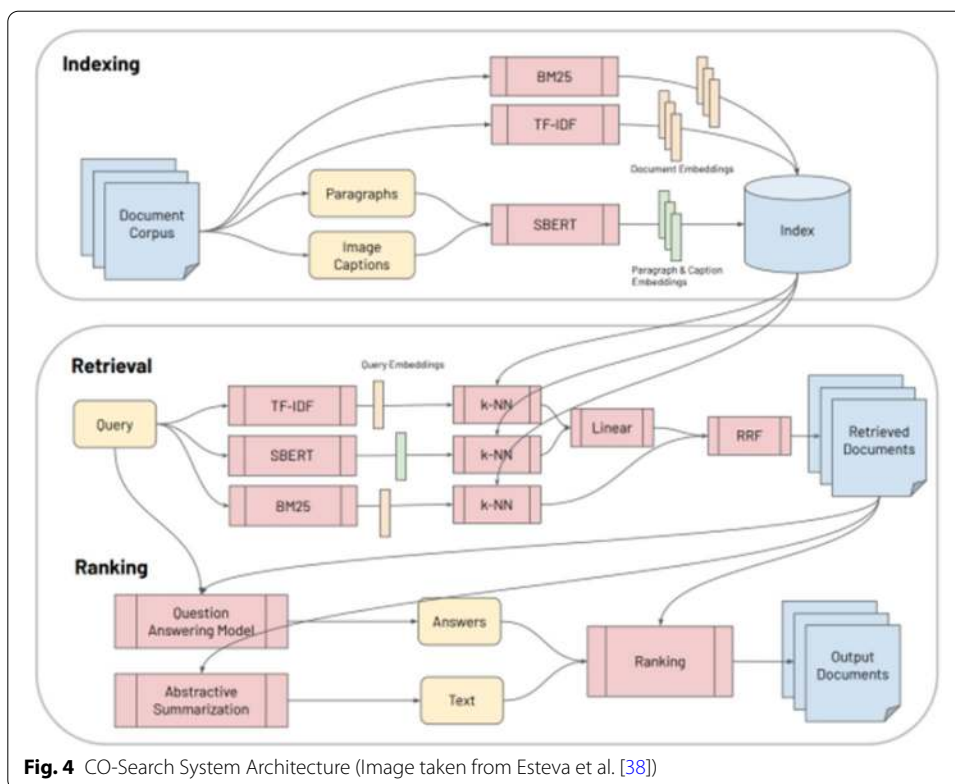 Indexing
BM25
TF-IDF
Document Embeddings
Document
Corpus
Paragraphs
Image
Captions
SBERT
Paragraph & Caption
Embeddings
Index
Retrieval
Query Embeddings
Query
TF-IDF
SBERT
BM25
k-NN
k-NN
k-NN
Linear
RRF
Retrieved
Documents
Ranking
Question
Answering Model
Answers
Abstractive
Summarization
Text
Ranking
Output
Documents
Fig. 4 CO-Search System Architecture (Image taken from Esteva et al. [38])